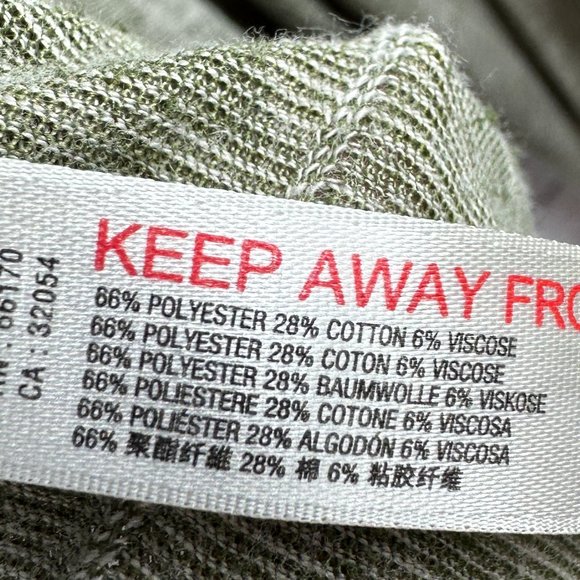 KEEP AWAY FRO
66% POLYESTER 28% COTTON 6% VISCOSE
66% POLYESTER 28% COTON 6% VISCOSE
66% POLYESTER 28% BAUMWOLLE 6% VISKOSE
66% POLIESTERE 28% COTONE 6% VISCOSA
66% POLIÉSTER 28% ALGODÓN 6% VISCOSA
66% 聚酯纤维 28% 棉 6% 粘胶纤维
RN : 66170
CA : 32054